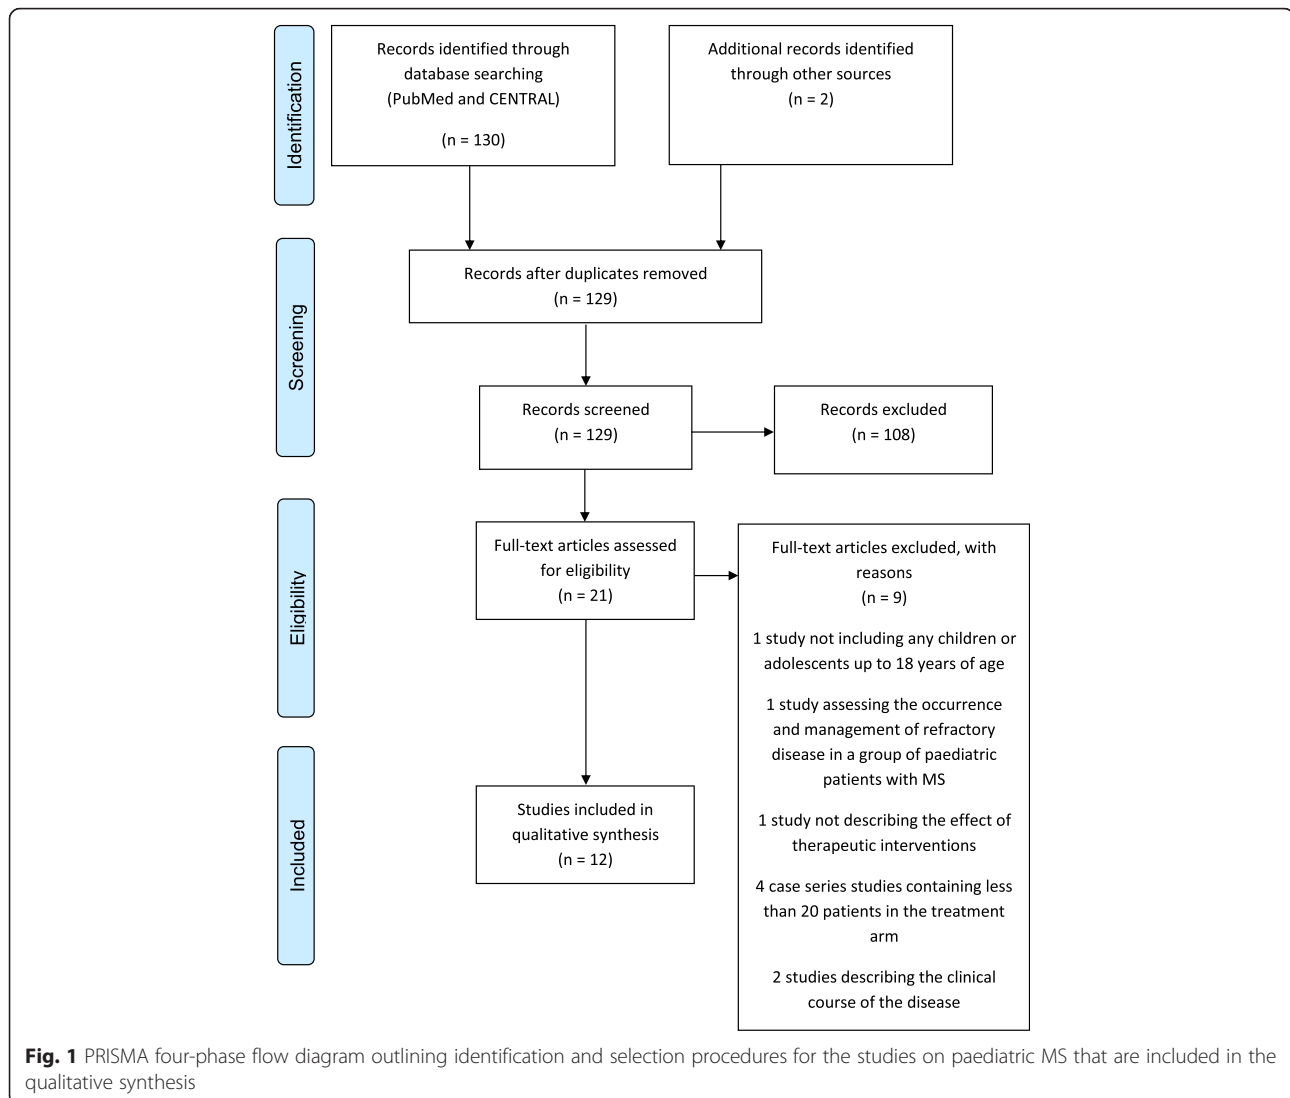 Identification
Records identified through
database searching
(PubMed and CENTRAL)
(n = 130)
Additional records identified
through other sources
(n = 2)
Screening
Records after duplicates removed
(n = 129)
Records screened
(n = 129)
Records excluded
(n = 108)
Eligibility
Full-text articles assessed
for eligibility
(n = 21)
Full-text articles excluded, with
reasons
(n = 9)
1 study not including any children or
adolescents up to 18 years of age
1 study assessing the occurrence
and management of refractory
disease in a group of paediatric
patients with MS
1 study not describing the effect of
therapeutic interventions
4 case series studies containing less
than 20 patients in the treatment
arm
2 studies describing the clinical
course of the disease
Included
Studies included in
qualitative synthesis
(n = 12)
Fig. 1 PRISMA four-phase flow diagram outlining identification and selection procedures for the studies on paediatric MS that are included in the
qualitative synthesis